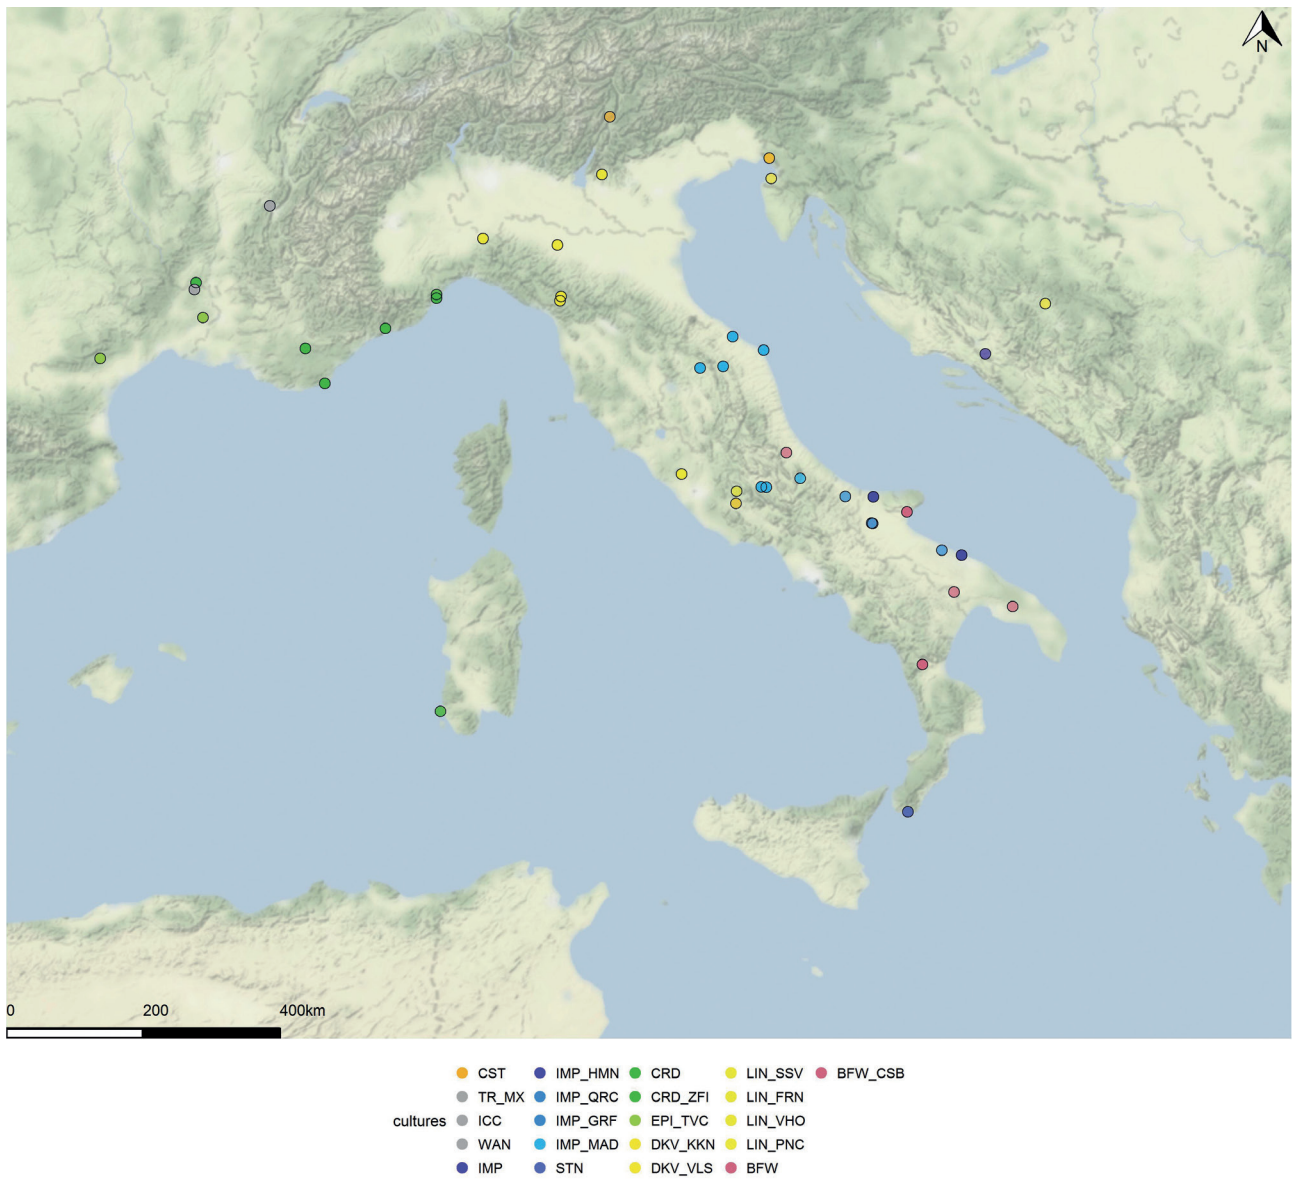 N
0 200 400km
CST IMP_HMN CRD LIN_SSV BFW_CSB
TR_MX IMP_QRC CRD_ZFI LIN_FRN
cultures ICC IMP_GRF EPI_TVC LIN_VHO
WAN IMP_MAD DKV_KKN LIN_PNC
IMP STN DKV_VLS BFW